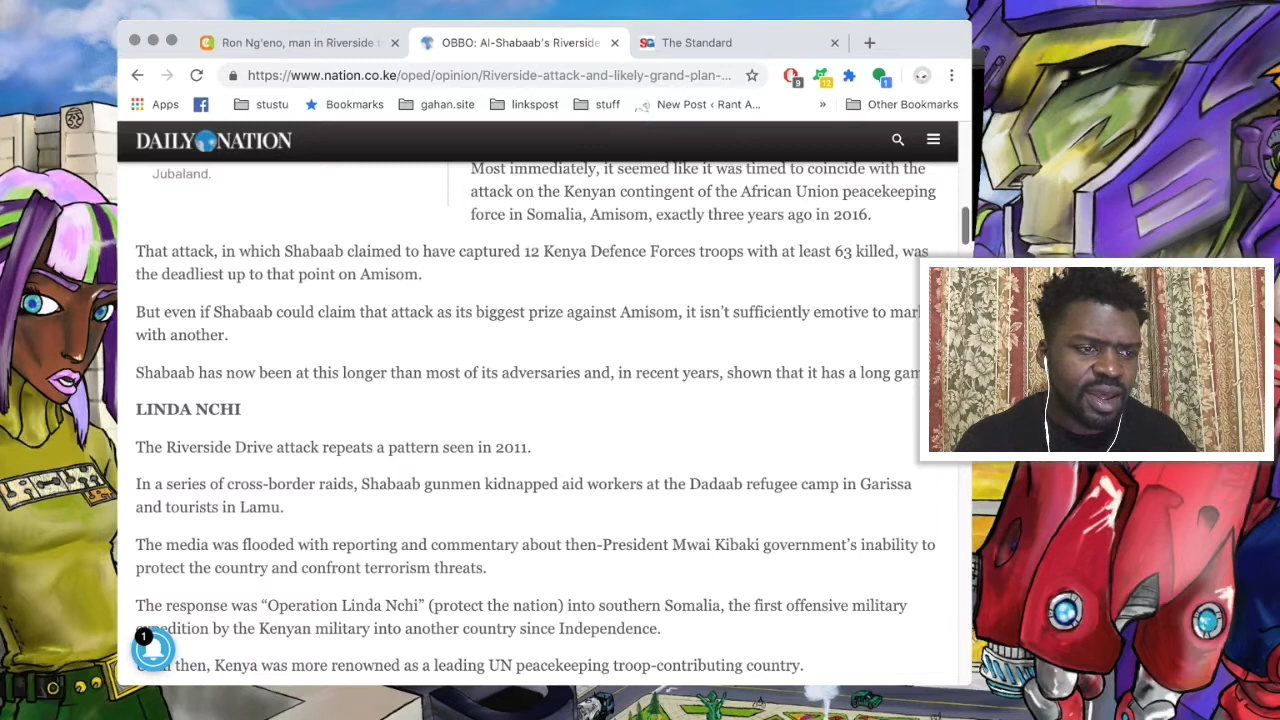 Ron Ng'eno, man in Riverside t
OBBO: Al-Shabaab's Riverside
SG The Standard
https://www.nation.co.ke/oped/opinion/Riverside-attack-and-likely-grand-plan-...
9
12
1
Apps
stustu
Bookmarks
gahan.site
linkspost
stuff
New Post ‹ Rant A...
»
Other Bookmarks
DAILY NATION
Jubaland.
Most immediately, it seemed like it was timed to coincide with the
attack on the Kenyan contingent of the African Union peacekeeping
force in Somalia, Amisom, exactly three years ago in 2016.
That attack, in which Shabaab claimed to have captured 12 Kenya Defence Forces troops with at least 63 killed, was
the deadliest up to that point on Amisom.
But even if Shabaab could claim that attack as its biggest prize against Amisom, it isn't sufficiently emotive to mar
with another.
Shabaab has now been at this longer than most of its adversaries and, in recent years, shown that it has a long gam
LINDA NCHI
The Riverside Drive attack repeats a pattern seen in 2011.
In a series of cross-border raids, Shabaab gunmen kidnapped aid workers at the Dadaab refugee camp in Garissa
and tourists in Lamu.
The media was flooded with reporting and commentary about then-President Mwai Kibaki government's inability to
protect the country and confront terrorism threats.
The response was “Operation Linda Nchi” (protect the nation) into southern Somalia, the first offensive military
expedition by the Kenyan military into another country since Independence.
1
then, Kenya was more renowned as a leading UN peacekeeping troop-contributing country.